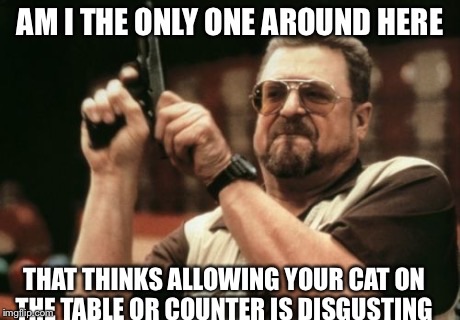 AM I THE ONLY ONE AROUND HERE
THAT THINKS ALLOWING YOUR CAT ON
THE TABLE OR COUNTER IS DISGUSTING
imgflip.com